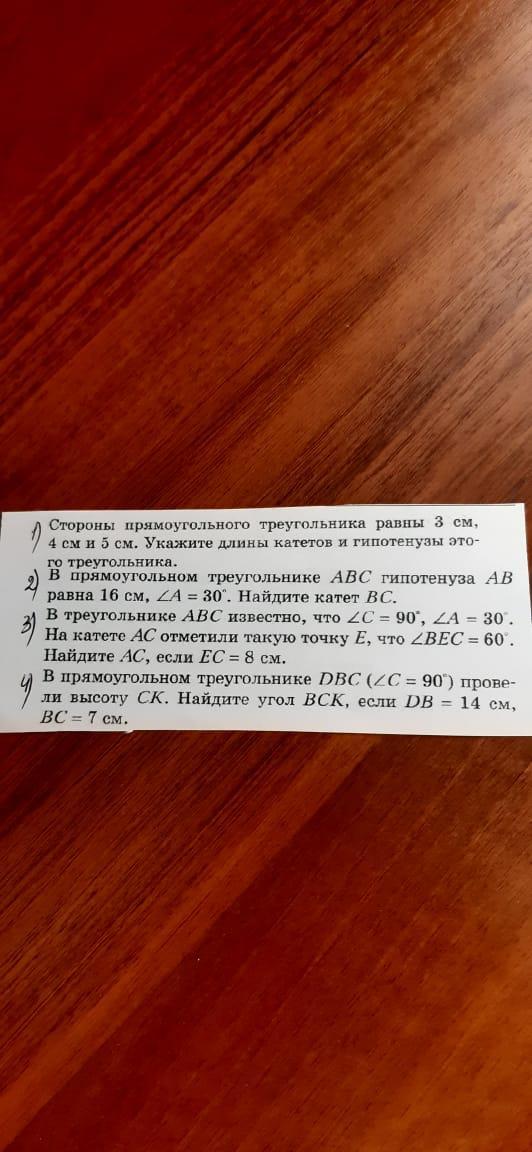 1) Стороны прямоугольного треугольника равны 3 см,
4 см и 5 см. Укажите длины катетов и гипотенузы это-
го треугольника.
2) В прямоугольном треугольнике ABC гипотенуза AB
равна 16 см, ∠A = 30°. Найдите катет BC.
3) В треугольнике ABC известно, что ∠C = 90°, ∠A = 30°.
На катете AC отметили такую точку E, что ∠BEC = 60°.
Найдите AC, если EC = 8 см.
4) В прямоугольном треугольнике DBC (∠C = 90°) прове-
ли высоту CK. Найдите угол BCK, если DB = 14 см,
BC = 7 см.